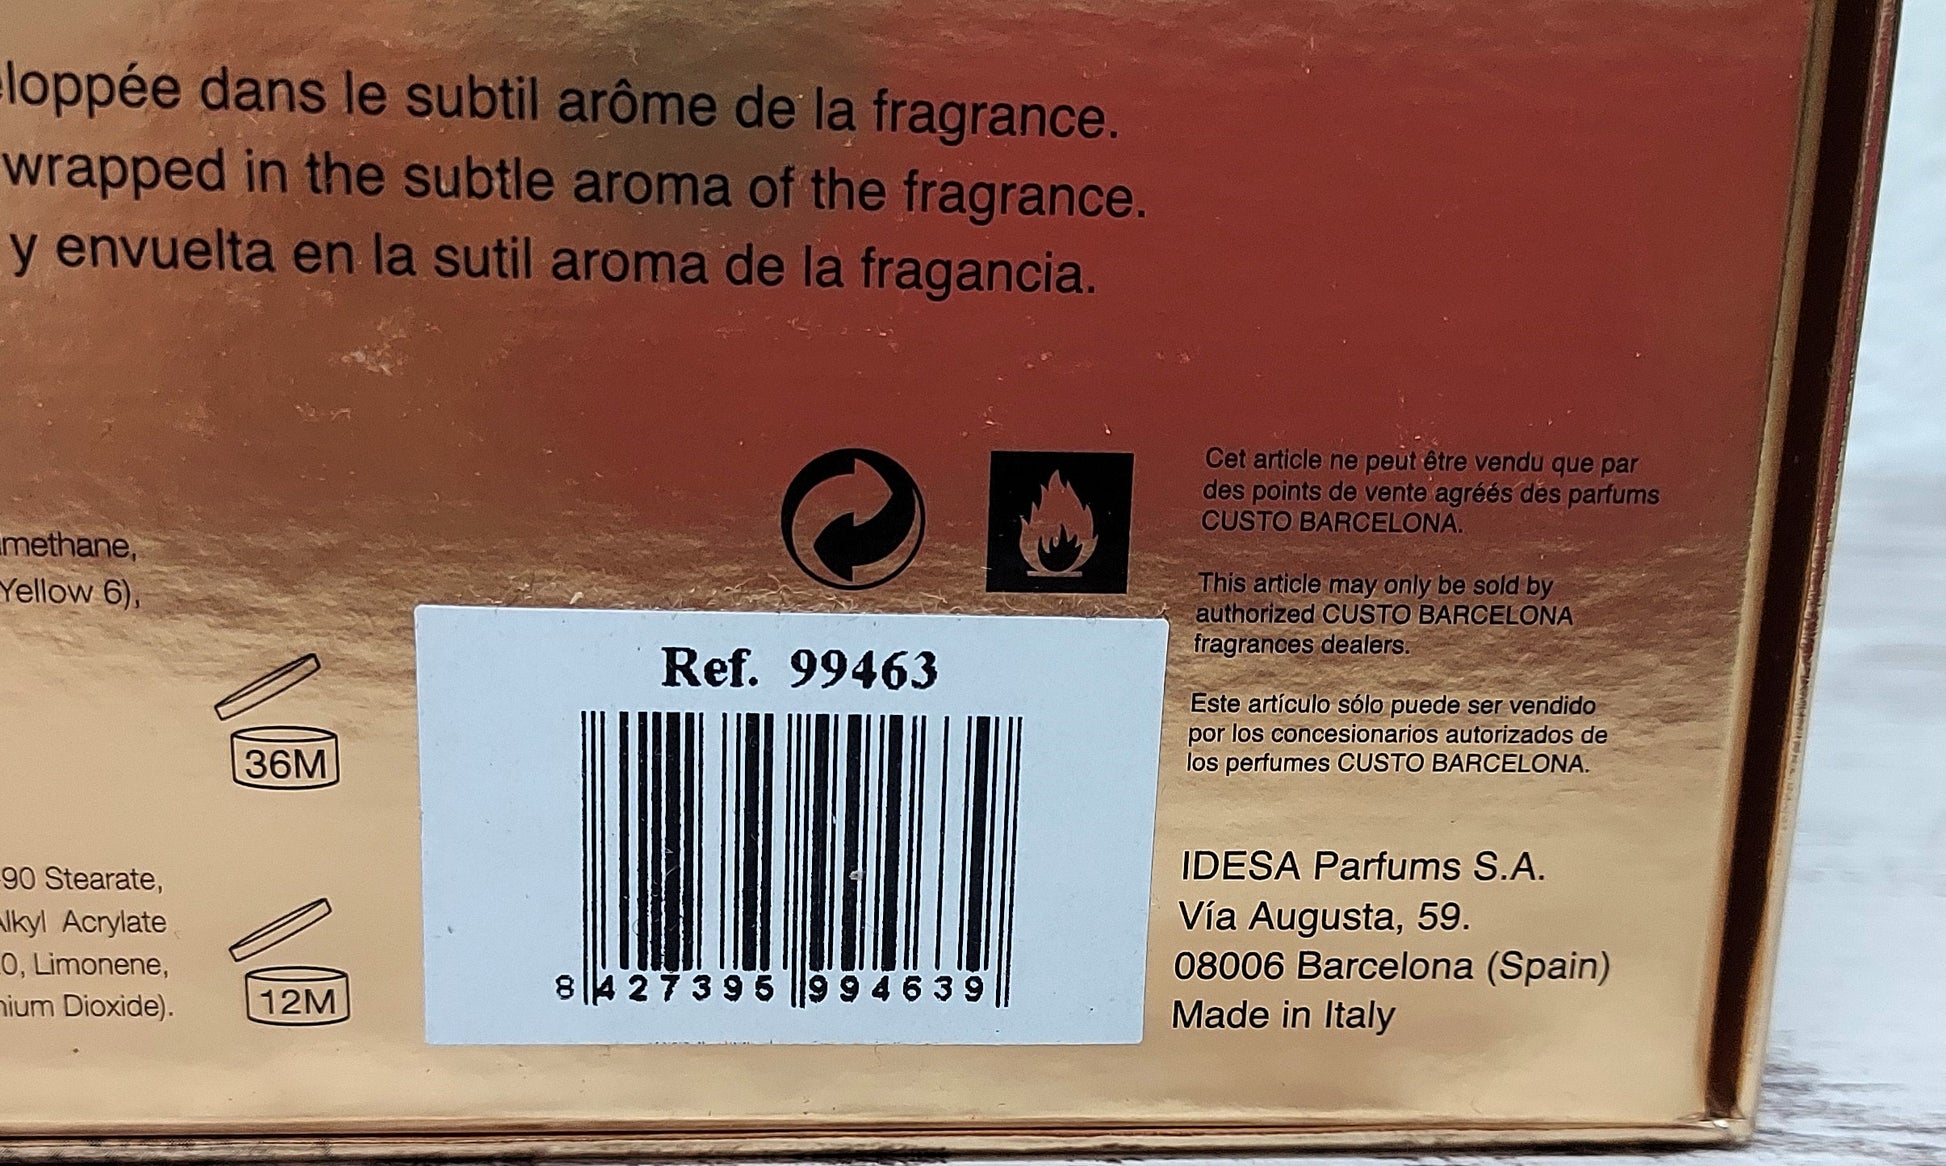 loppée dans le subtil arôme de la fragrance.
wrapped in the subtle aroma of the fragrance.
y envuelta en la sutil aroma de la fragancia.
methane,
Yellow 6),
36M
90 Stearate,
Alkyl Acrylate
0, Limonene,
nium Dioxide).
12M
Ref. 99463
8 427395 994639
Cet article ne peut être vendu que par
des points de vente agréés des parfums
CUSTO BARCELONA.
This article may only be sold by
authorized CUSTO BARCELONA
fragrances dealers.
Este artículo sólo puede ser vendido
por los concesionarios autorizados de
los perfumes CUSTO BARCELONA.
IDESA Parfums S.A.
Vía Augusta, 59.
08006 Barcelona (Spain)
Made in Italy